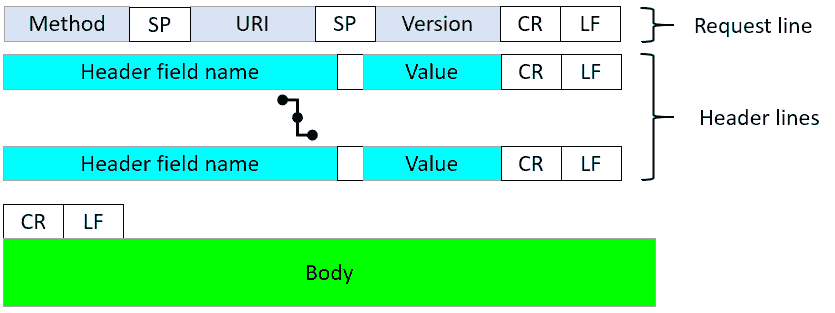 Method SP URI SP Version CR LF Request line
Header field name Value CR LF
Header lines
Header field name Value CR LF
CR LF
Body